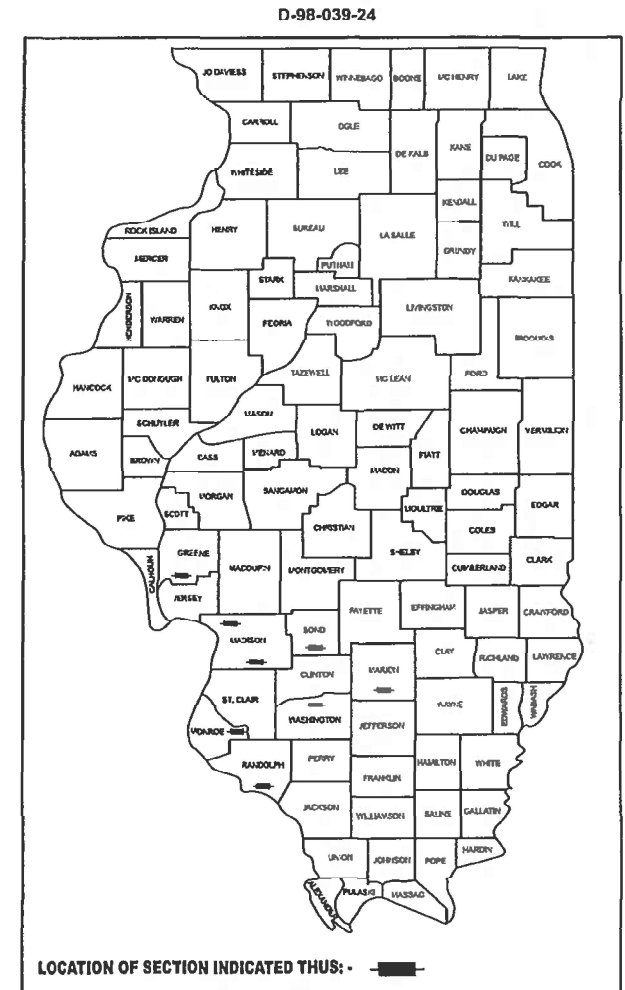 D-98-039-24
JO DAVIESS STEPHENSON WINNEBAGO BOONE MC HENRY LAKE
CARROLL OGLE
DE KALB KANE DU PAGE COOK
WHITESIDE LEE
KENDALL
ROCK ISLAND HENRY BUREAU LA SALLE WILL
MERCER GRUNDY
PUTNAM
STARK MARSHALL KANKAKEE
HENDERSON WARREN KNOX PEORIA WOODFORD LIVINGSTON IROQUOIS
TAZEWELL MC LEAN FORD
HANCOCK MC DONOUGH FULTON
MASON
SCHUYLER LOGAN DE WITT CHAMPAIGN VERMILION
ADAMS BROWN CASS MENARD PIATT
MACON
MORGAN SANGAMON DOUGLAS
PIKE SCOTT MOULTRIE EDGAR
CHRISTIAN COLES
GREENE SHELBY
CALHOUN MACOUPIN MONTGOMERY CUMBERLAND CLARK
JERSEY
FAYETTE EFFINGHAM JASPER CRAWFORD
MADISON BOND
CLAY RICHLAND LAWRENCE
CLINTON MARION
ST. CLAIR WAYNE EDWARDS WABASH
WASHINGTON JEFFERSON
MONROE
RANDOLPH PERRY HAMILTON WHITE
FRANKLIN
JACKSON WILLIAMSON SALINE GALLATIN
UNION JOHNSON POPE HARDIN
ALEXANDER PULASKI MASSAC
LOCATION OF SECTION INDICATED THUS: -